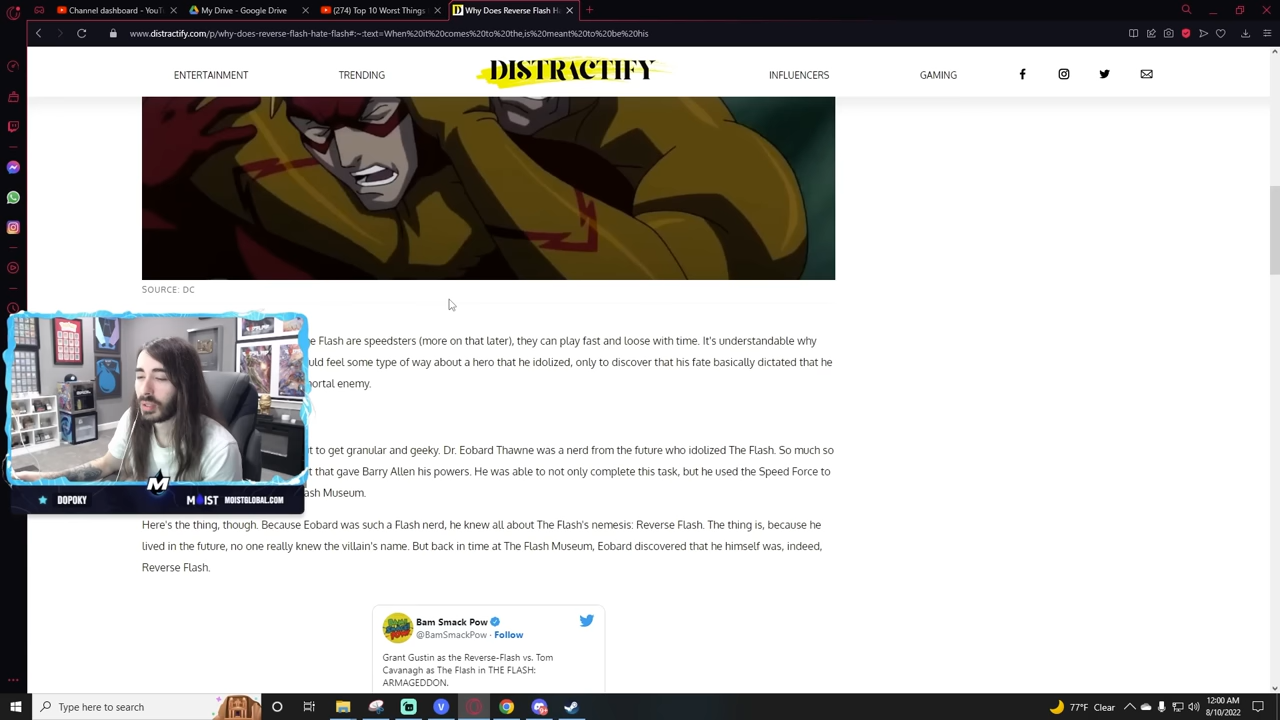 Channel dashboard - YouT
My Drive - Google Drive
(274) Top 10 Worst Things
Why Does Reverse Flash Ha
www.distractify.com/p/why-does-reverse-flash-hate-flash#:~:text=When%20it%20comes%20to%20the,is%20meant%20to%20be%20his
ENTERTAINMENT
TRENDING
DISTRACTIFY
INFLUENCERS
GAMING
SOURCE: DC
e Flash are speedsters (more on that later), they can play fast and loose with time. It's understandable why
uld feel some type of way about a hero that he idolized, only to discover that his fate basically dictated that he
mortal enemy.
t to get granular and geeky. Dr. Eobard Thawne was a nerd from the future who idolized The Flash. So much so
t that gave Barry Allen his powers. He was able to not only complete this task, but he used the Speed Force to
ash Museum.
DOPOKY
M
MOIST
MOISTGLOBAL.COM
Here's the thing, though. Because Eobard was such a Flash nerd, he knew all about The Flash's nemesis: Reverse Flash. The thing is, because he
lived in the future, no one really knew the villain's name. But back in time at The Flash Museum, Eobard discovered that he himself was, indeed,
Reverse Flash.
Bam Smack Pow
@BamSmackPow · Follow
Grant Gustin as the Reverse-Flash vs. Tom
Cavanagh as The Flash in THE FLASH:
ARMAGEDDON.
Type here to search
77°F Clear
12:00 AM
8/10/2022